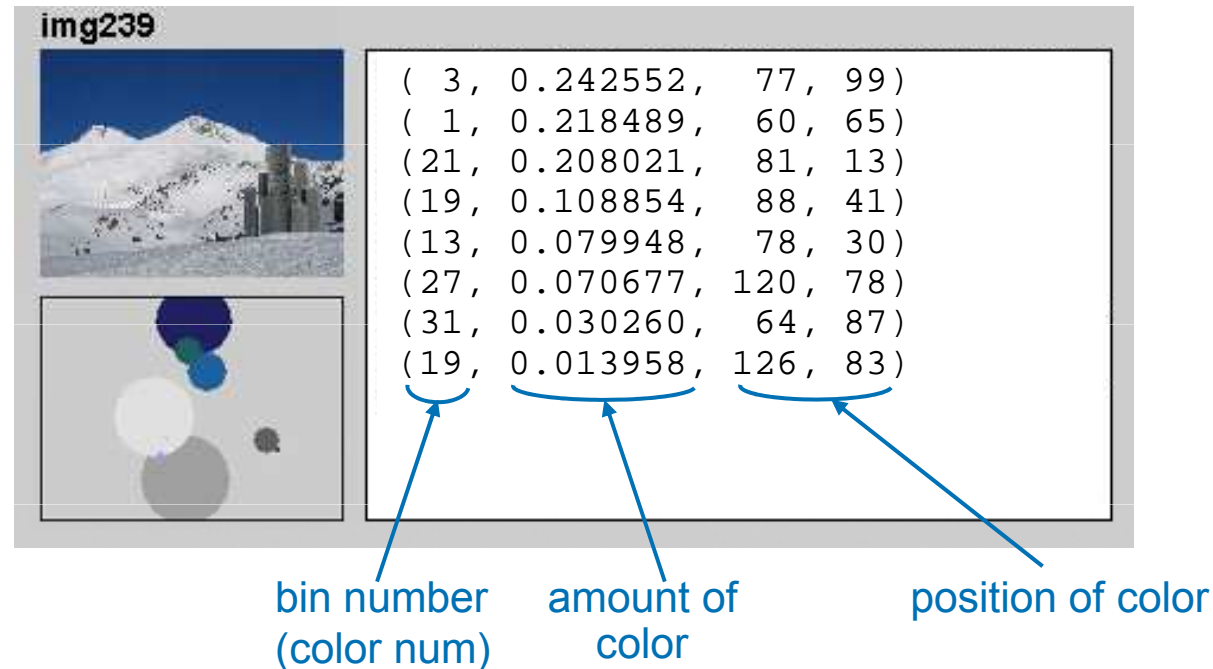 img239
( 3, 0.242552, 77, 99)
( 1, 0.218489, 60, 65)
(21, 0.208021, 81, 13)
(19, 0.108854, 88, 41)
(13, 0.079948, 78, 30)
(27, 0.070677, 120, 78)
(31, 0.030260, 64, 87)
(19, 0.013958, 126, 83)
bin number
(color num)
amount of
color
position of color